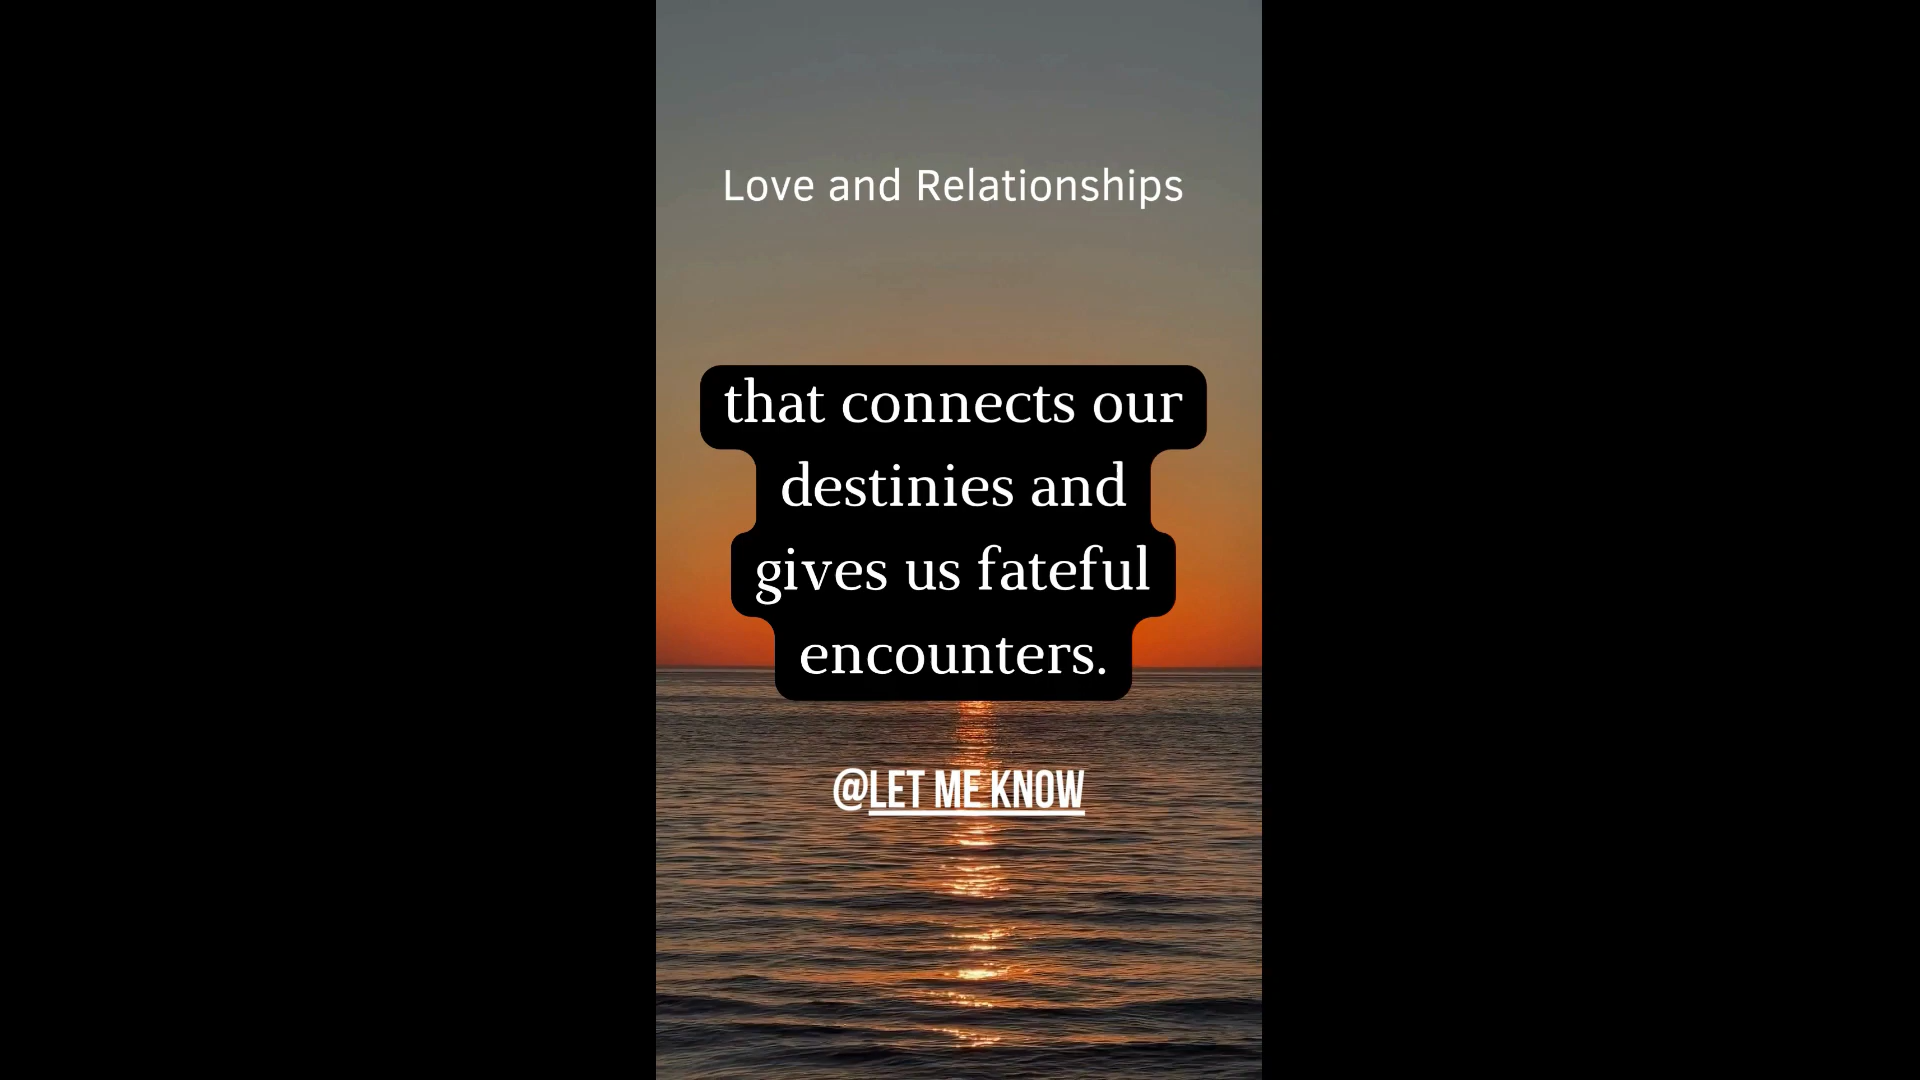 Love and Relationships
that connects our
destinies and
gives us fateful
encounters.
@LET ME KNOW